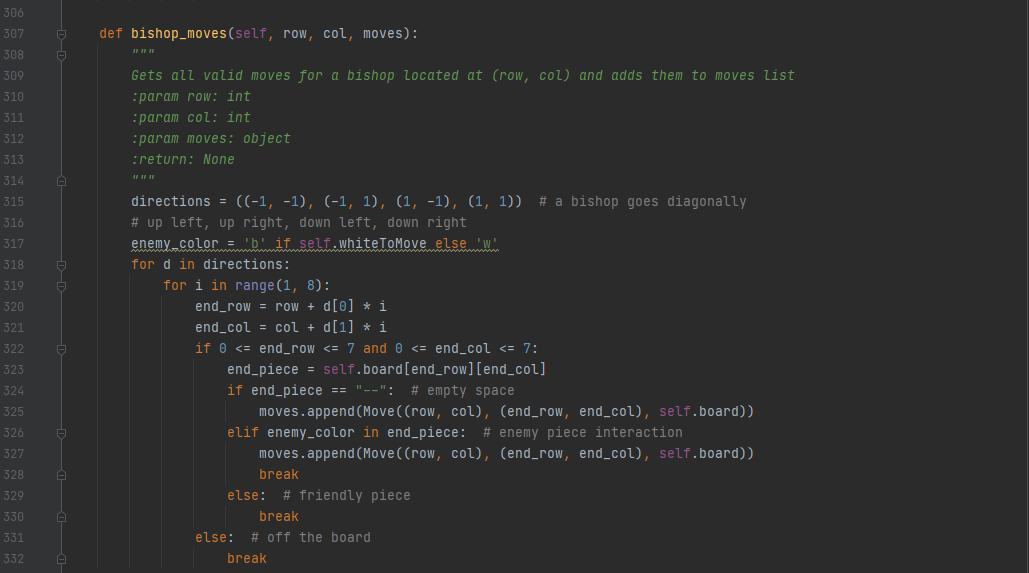 306
307 def bishop_moves(self, row, col, moves):
308 """
309 Gets all valid moves for a bishop located at (row, col) and adds them to moves list
310 :param row: int
311 :param col: int
312 :param moves: object
313 :return: None
314 """
315 directions = ((-1, -1), (-1, 1), (1, -1), (1, 1))  # a bishop goes diagonally
316 # up left, up right, down left, down right
317 enemy_color = 'b' if self.whiteToMove else 'w'
318 for d in directions:
319 for i in range(1, 8):
320 end_row = row + d[0] * i
321 end_col = col + d[1] * i
322 if 0 <= end_row <= 7 and 0 <= end_col <= 7:
323 end_piece = self.board[end_row][end_col]
324 if end_piece == "--":  # empty space
325 moves.append(Move((row, col), (end_row, end_col), self.board))
326 elif enemy_color in end_piece:  # enemy piece interaction
327 moves.append(Move((row, col), (end_row, end_col), self.board))
328 break
329 else:  # friendly piece
330 break
331 else:  # off the board
332 break